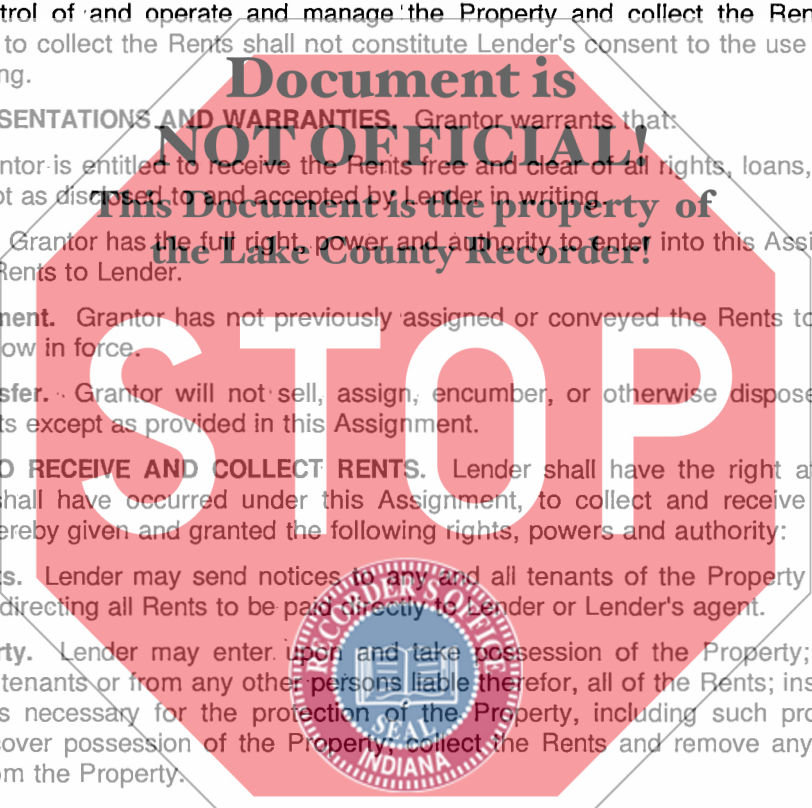 trol of and operate and manage the Property and collect the Ren
to collect the Rents shall not constitute Lender's consent to the use
ng.
Document is
SENTATIONS AND WARRANTIES. Grantor warrants that:
NOT OFFICIAL!
ntor is entitled to receive the Rents free and clear of all rights, loans,
ot as disclosed to and accepted by Lender in writing.
This Document is the property of
Grantor has the full right, power and authority to enter into this Assi
the Lake County Recorder!
Rents to Lender.
ment. Grantor has not previously assigned or conveyed the Rents to
ow in force.
sfer. Grantor will not sell, assign, encumber, or otherwise dispose
ts except as provided in this Assignment.
STOP
O RECEIVE AND COLLECT RENTS. Lender shall have the right a
shall have occurred under this Assignment, to collect and receive
ereby given and granted the following rights, powers and authority:
ts. Lender may send notices to any and all tenants of the Property
directing all Rents to be paid directly to Lender or Lender's agent.
rty. Lender may enter upon and take possession of the Property;
tenants or from any other persons liable therefor, all of the Rents; ins
s necessary for the protection of the Property, including such pro
cover possession of the Property; collect the Rents and remove any
om the Property.
RECORDER'S OFFICE
SEAL
INDIANA